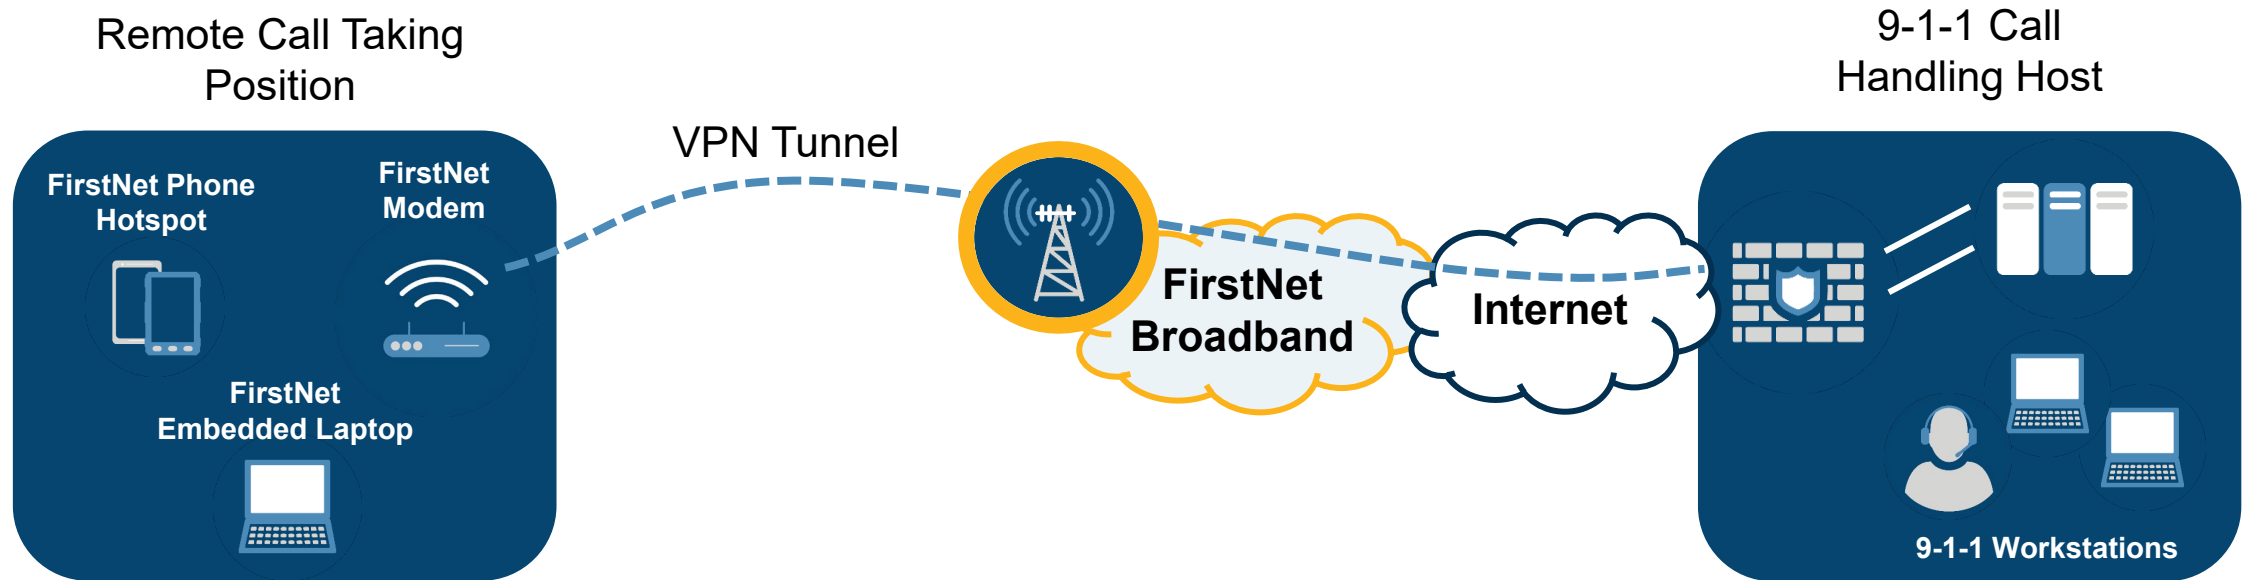 Remote Call Taking
Position
9-1-1 Call
Handling Host
VPN Tunnel
FirstNet Phone
Hotspot
FirstNet
Modem
FirstNet
Embedded Laptop
FirstNet
Broadband
Internet
9-1-1 Workstations